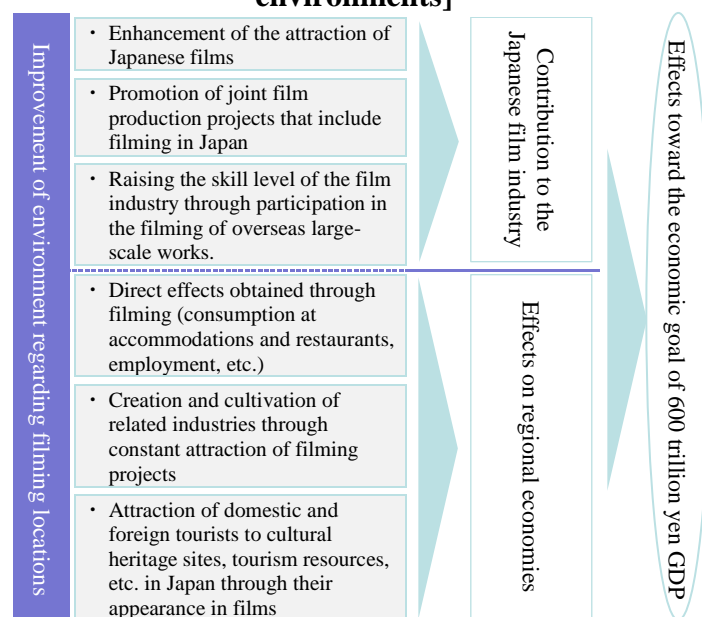 environments]
Improvement of environment regarding filming locations
・ Enhancement of the attraction of
Japanese films
・ Promotion of joint film
production projects that include
filming in Japan
・ Raising the skill level of the film
industry through participation in
the filming of overseas large-
scale works.
・ Direct effects obtained through
filming (consumption at
accommodations and restaurants,
employment, etc.)
・ Creation and cultivation of
related industries through
constant attraction of filming
projects
・ Attraction of domestic and
foreign tourists to cultural
heritage sites, tourism resources,
etc. in Japan through their
appearance in films
Contribution to the
Japanese film industry
Effects on regional economies
Effects toward the economic goal of 600 trillion yen GDP